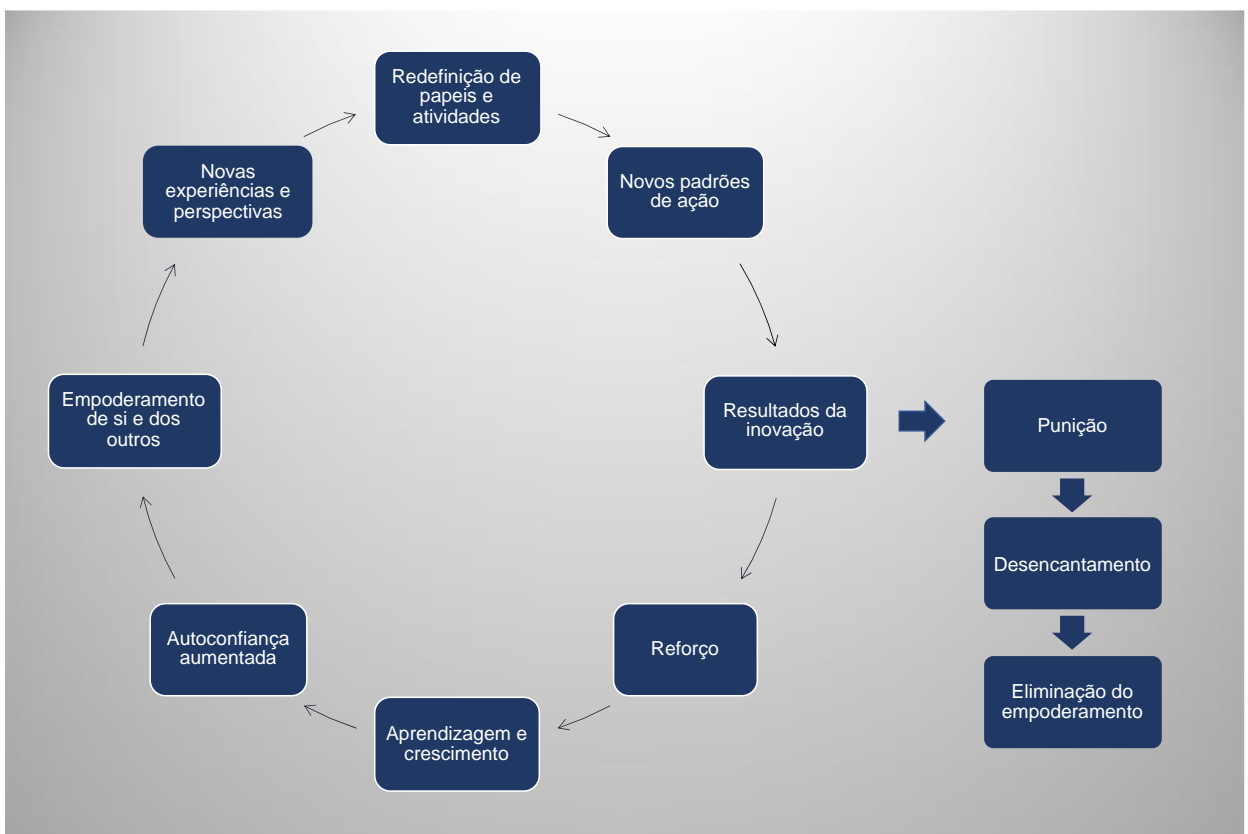 Redefinição de
papeis e
atividades
Novos padrões
de ação
Resultados da
inovação
Reforço
Aprendizagem e
crescimento
Autoconfiança
aumentada
Empoderamento
de si e dos
outros
Novas
experiências e
perspectivas
Punição
Desencantamento
Eliminação do
empoderamento